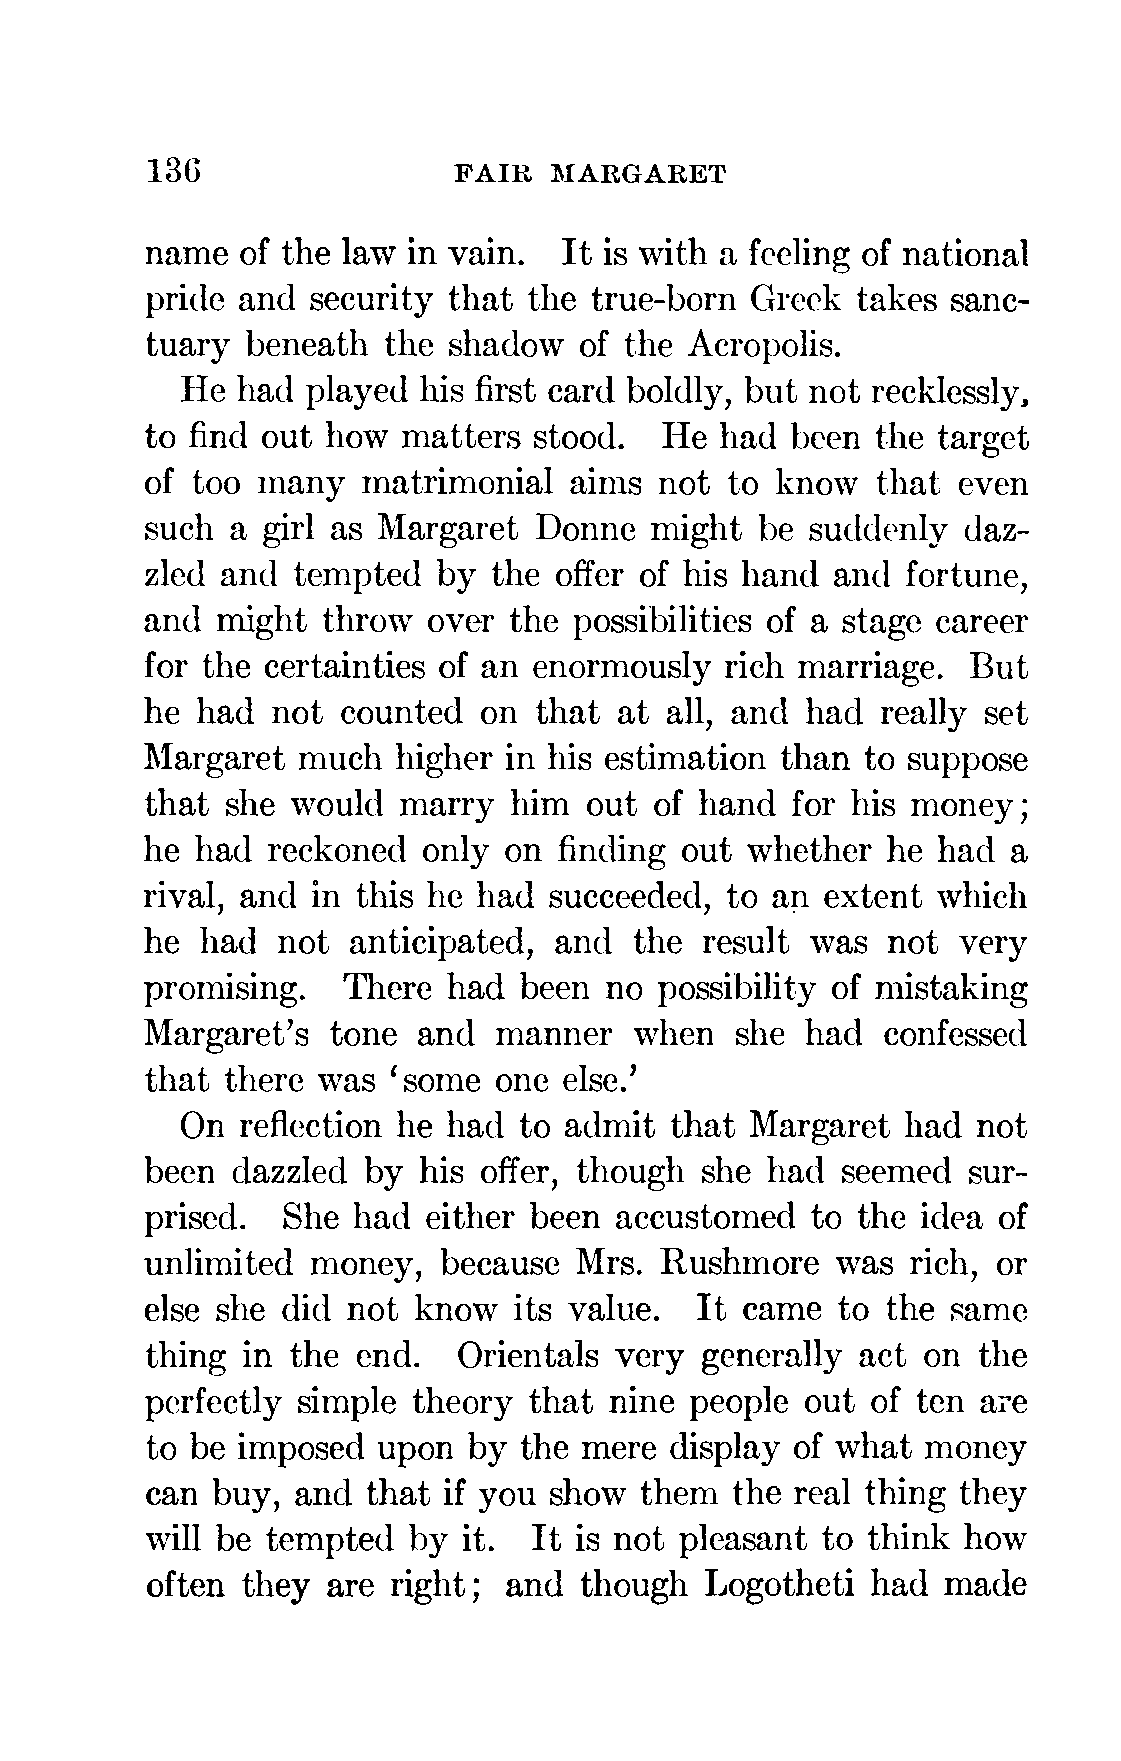 136 FAIR MARGARET
name of the law in vain. It is with a feeling of national
pride and security that the true-born Greek takes sanc-
tuary beneath the shadow of the Acropolis.
He had played his first card boldly, but not recklessly,
to find out how matters stood. He had been the target
of too many matrimonial aims not to know that even
such a girl as Margaret Donne might be suddenly daz-
zled and tempted by the offer of his hand and fortune,
and might throw over the possibilities of a stage career
for the certainties of an enormously rich marriage. But
he had not counted on that at all, and had really set
Margaret much higher in his estimation than to suppose
that she would marry him out of hand for his money;
he had reckoned only on finding out whether he had a
rival, and in this he had succeeded, to an extent which
he had not anticipated, and the result was not very
promising. There had been no possibility of mistaking
Margaret's tone and manner when she had confessed
that there was 'some one else.'
On reflection he had to admit that Margaret had not
been dazzled by his offer, though she had seemed sur-
prised. She had either been accustomed to the idea of
unlimited money, because Mrs. Rushmore was rich, or
else she did not know its value. It came to the same
thing in the end. Orientals very generally act on the
perfectly simple theory that nine people out of ten are
to be imposed upon by the mere display of what money
can buy, and that if you show them the real thing they
will be tempted by it. It is not pleasant to think how
often they are right; and though Logotheti had made